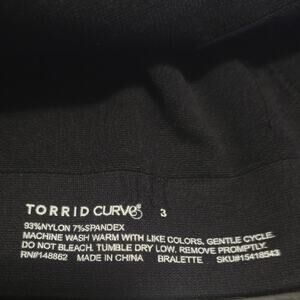 TORRID CURVE® 3
93%NYLON 7%SPANDEX
MACHINE WASH WARM WITH LIKE COLORS. GENTLE CYCLE.
DO NOT BLEACH. TUMBLE DRY LOW. REMOVE PROMPTLY.
RN#148862 MADE IN CHINA BRALETTE SKU#15418543